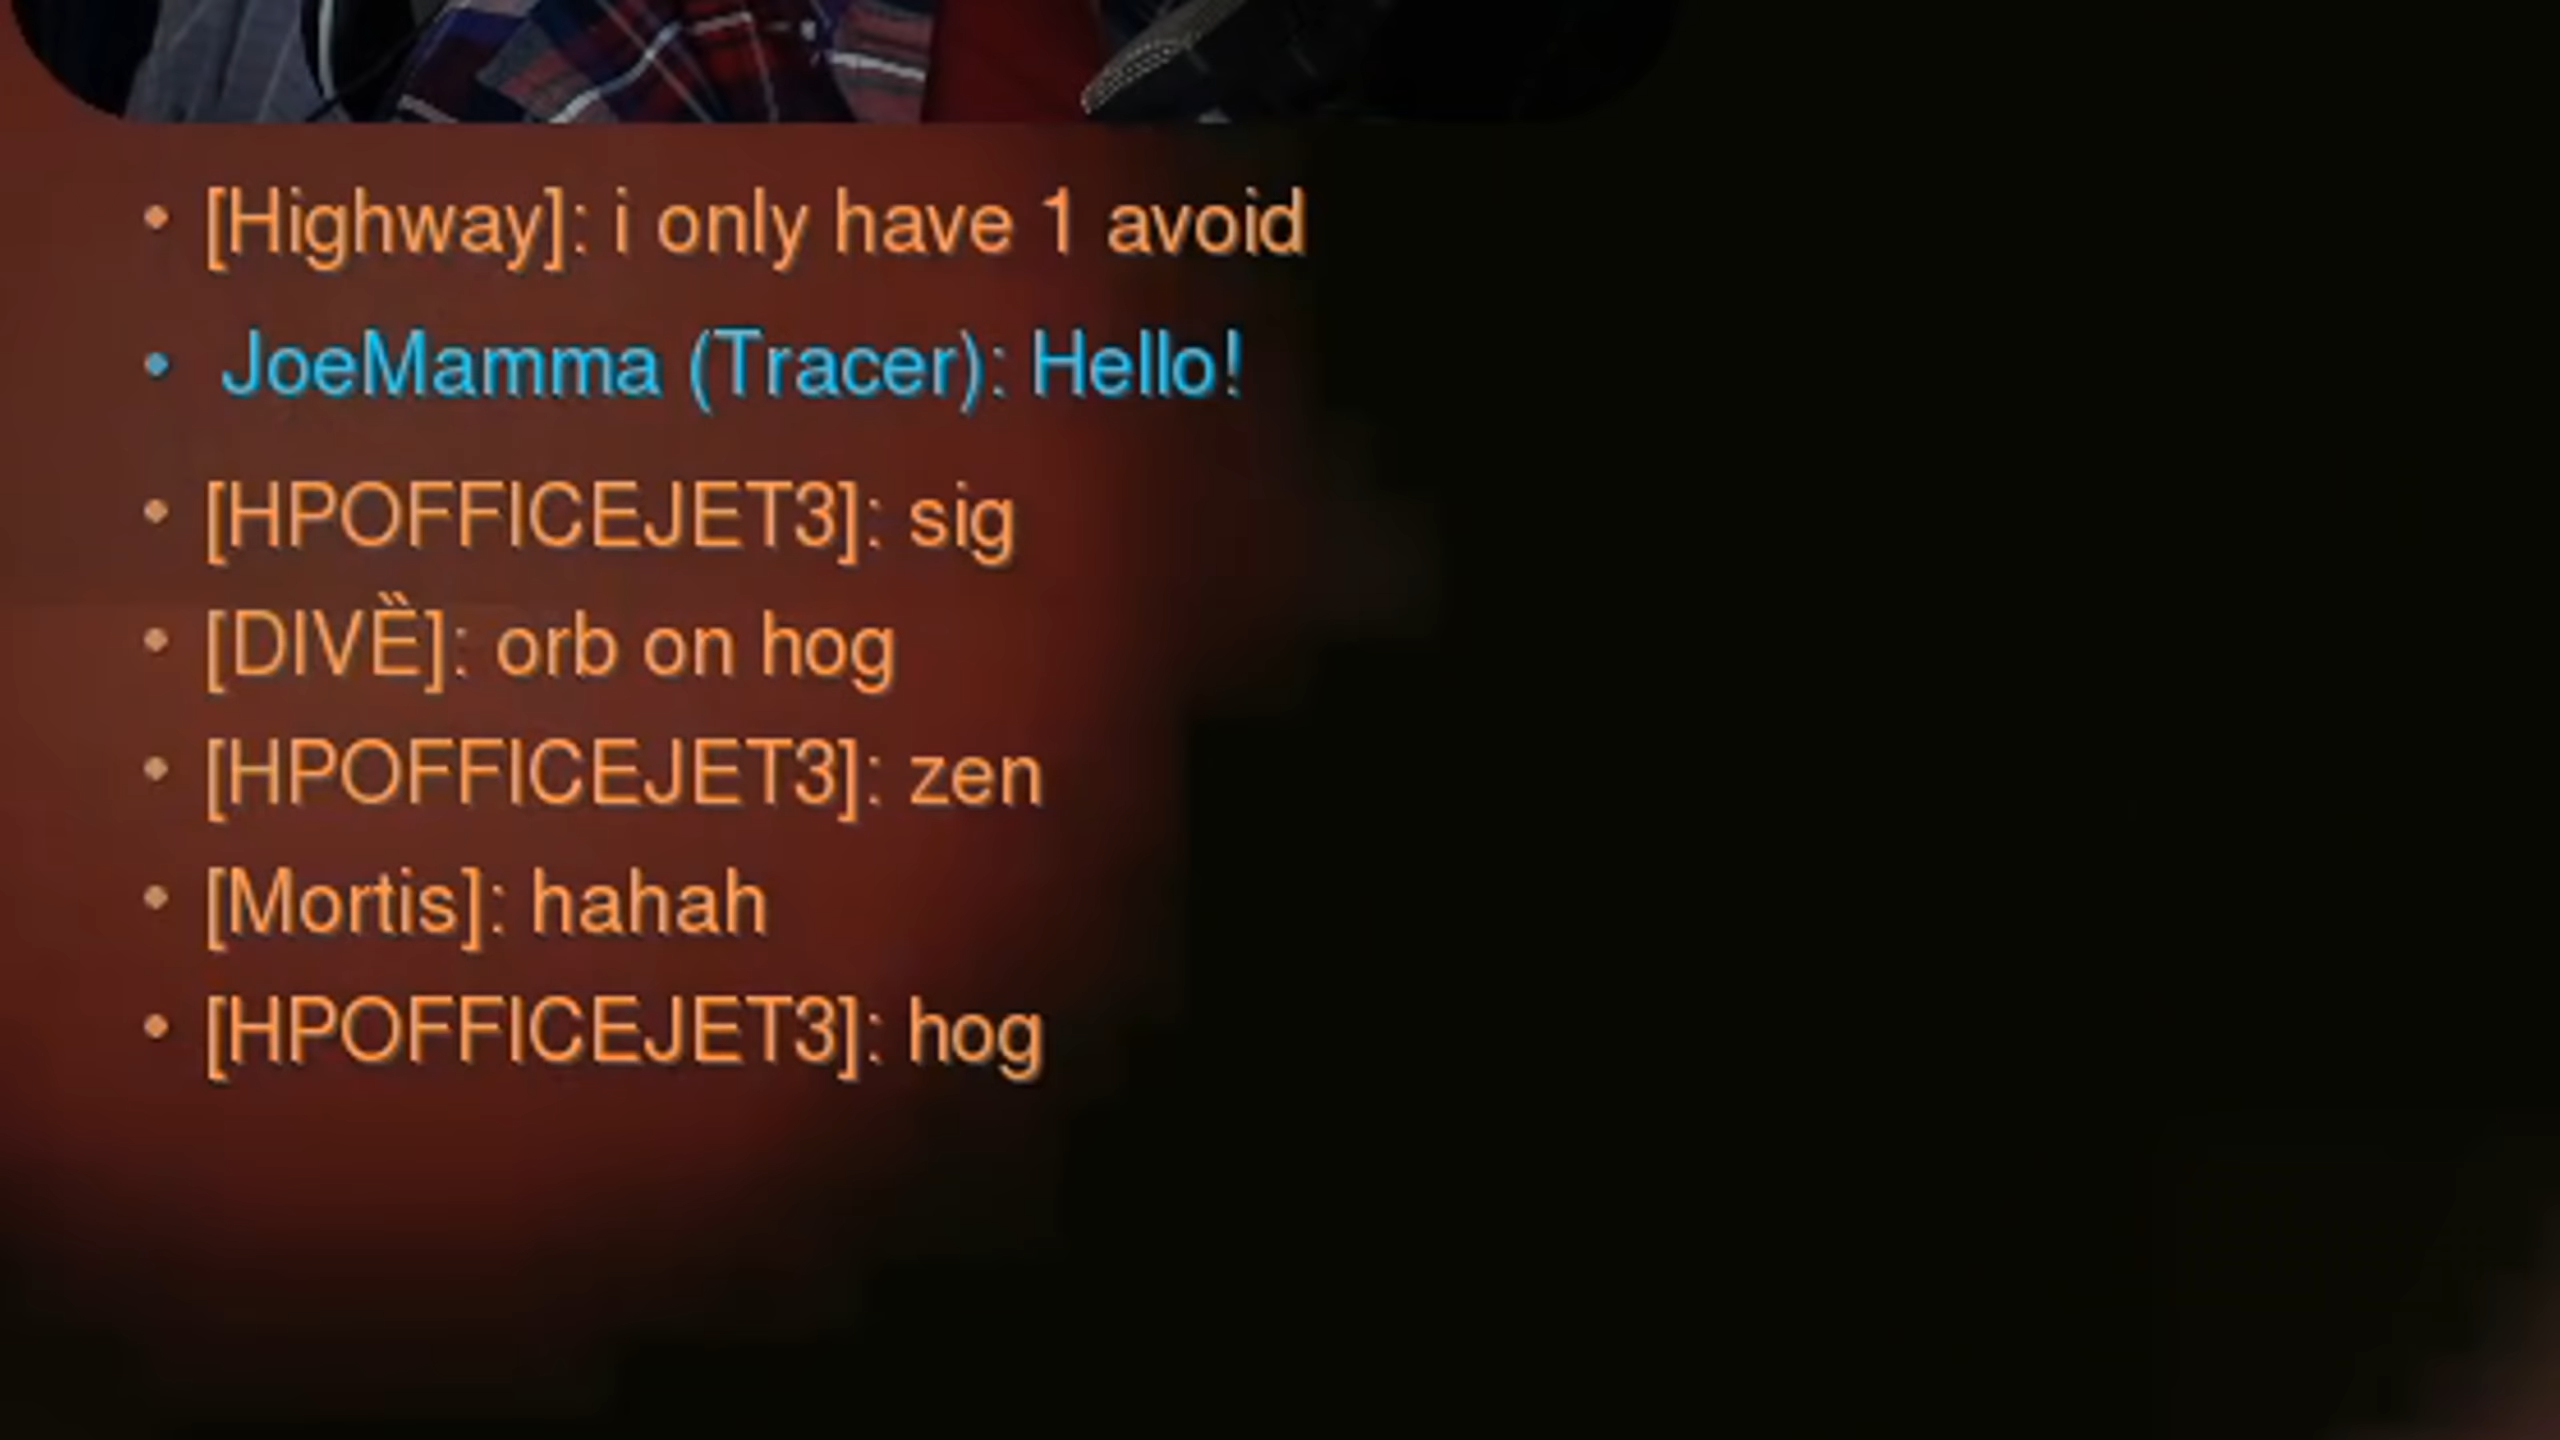 • [Highway]: i only have 1 avoid
• JoeMamma (Tracer): Hello!
• [HPOFFICEJET3]: sig
• [DIVȄ]: orb on hog
• [HPOFFICEJET3]: zen
• [Mortis]: hahah
• [HPOFFICEJET3]: hog